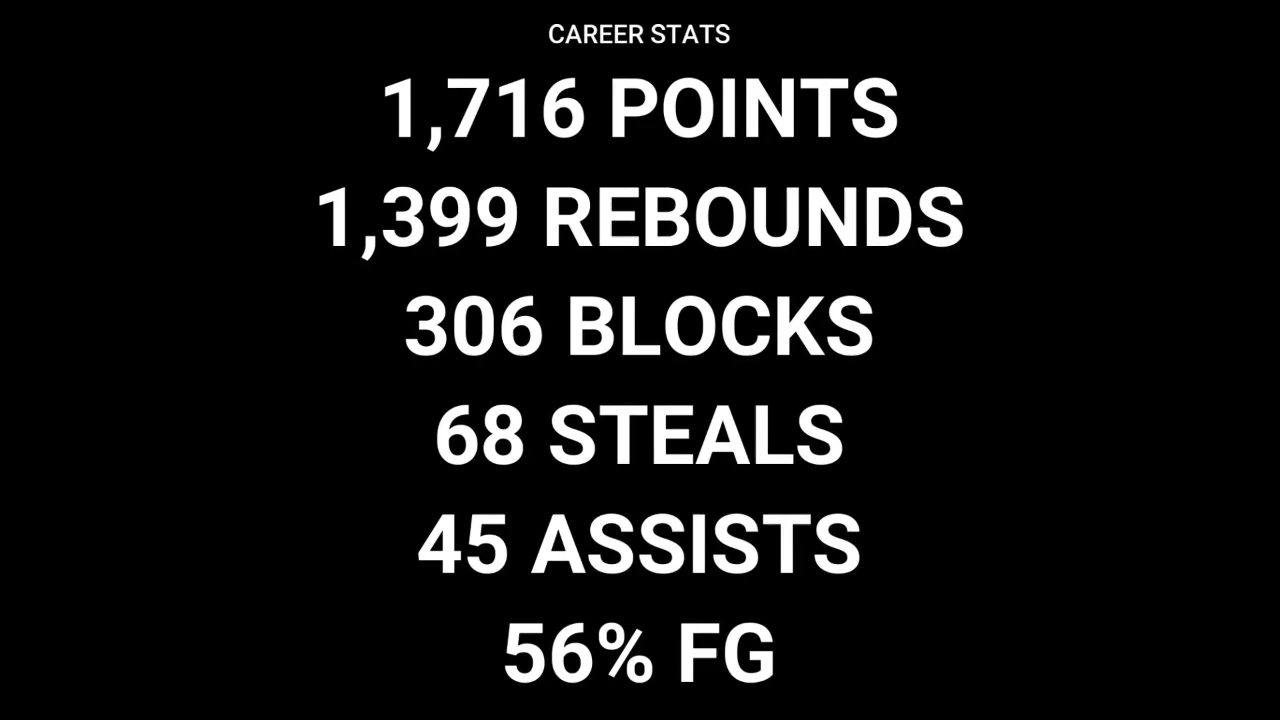 CAREER STATS
1,716 POINTS
1,399 REBOUNDS
306 BLOCKS
68 STEALS
45 ASSISTS
56% FG